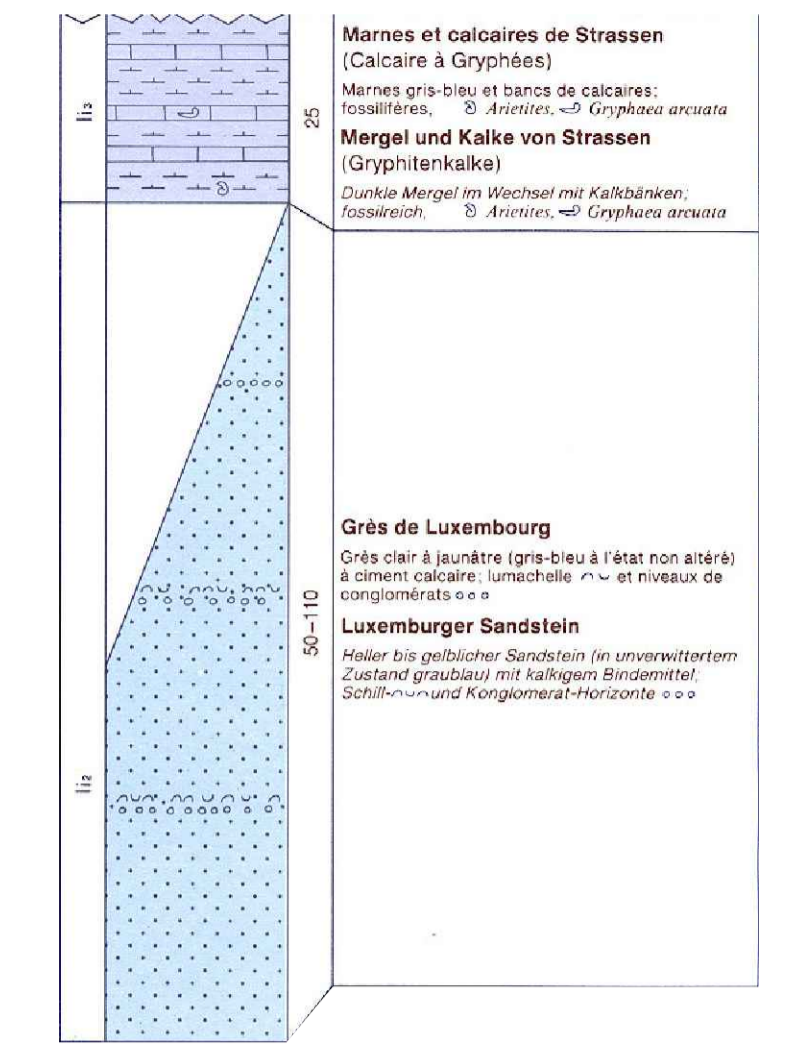 li3
25
Marnes et calcaires de Strassen
(Calcaire à Gryphées)
Marnes gris-bleu et bancs de calcaires;
fossilifères, Arietites, Gryphaea arcuata
Mergel und Kalke von Strassen
(Gryphitenkalke)
Dunkle Mergel im Wechsel mit Kalkbänken;
fossilreich, Arietites, Gryphaea arcuata
li2
50–110
Grès de Luxembourg
Grès clair à jaunâtre (gris-bleu à l'état non altéré)
à ciment calcaire; lumachelle et niveaux de
conglomérats
Luxemburger Sandstein
Heller bis gelblicher Sandstein (in unverwittertem
Zustand graublau) mit kalkigem Bindemittel;
Schill- und Konglomerat-Horizonte